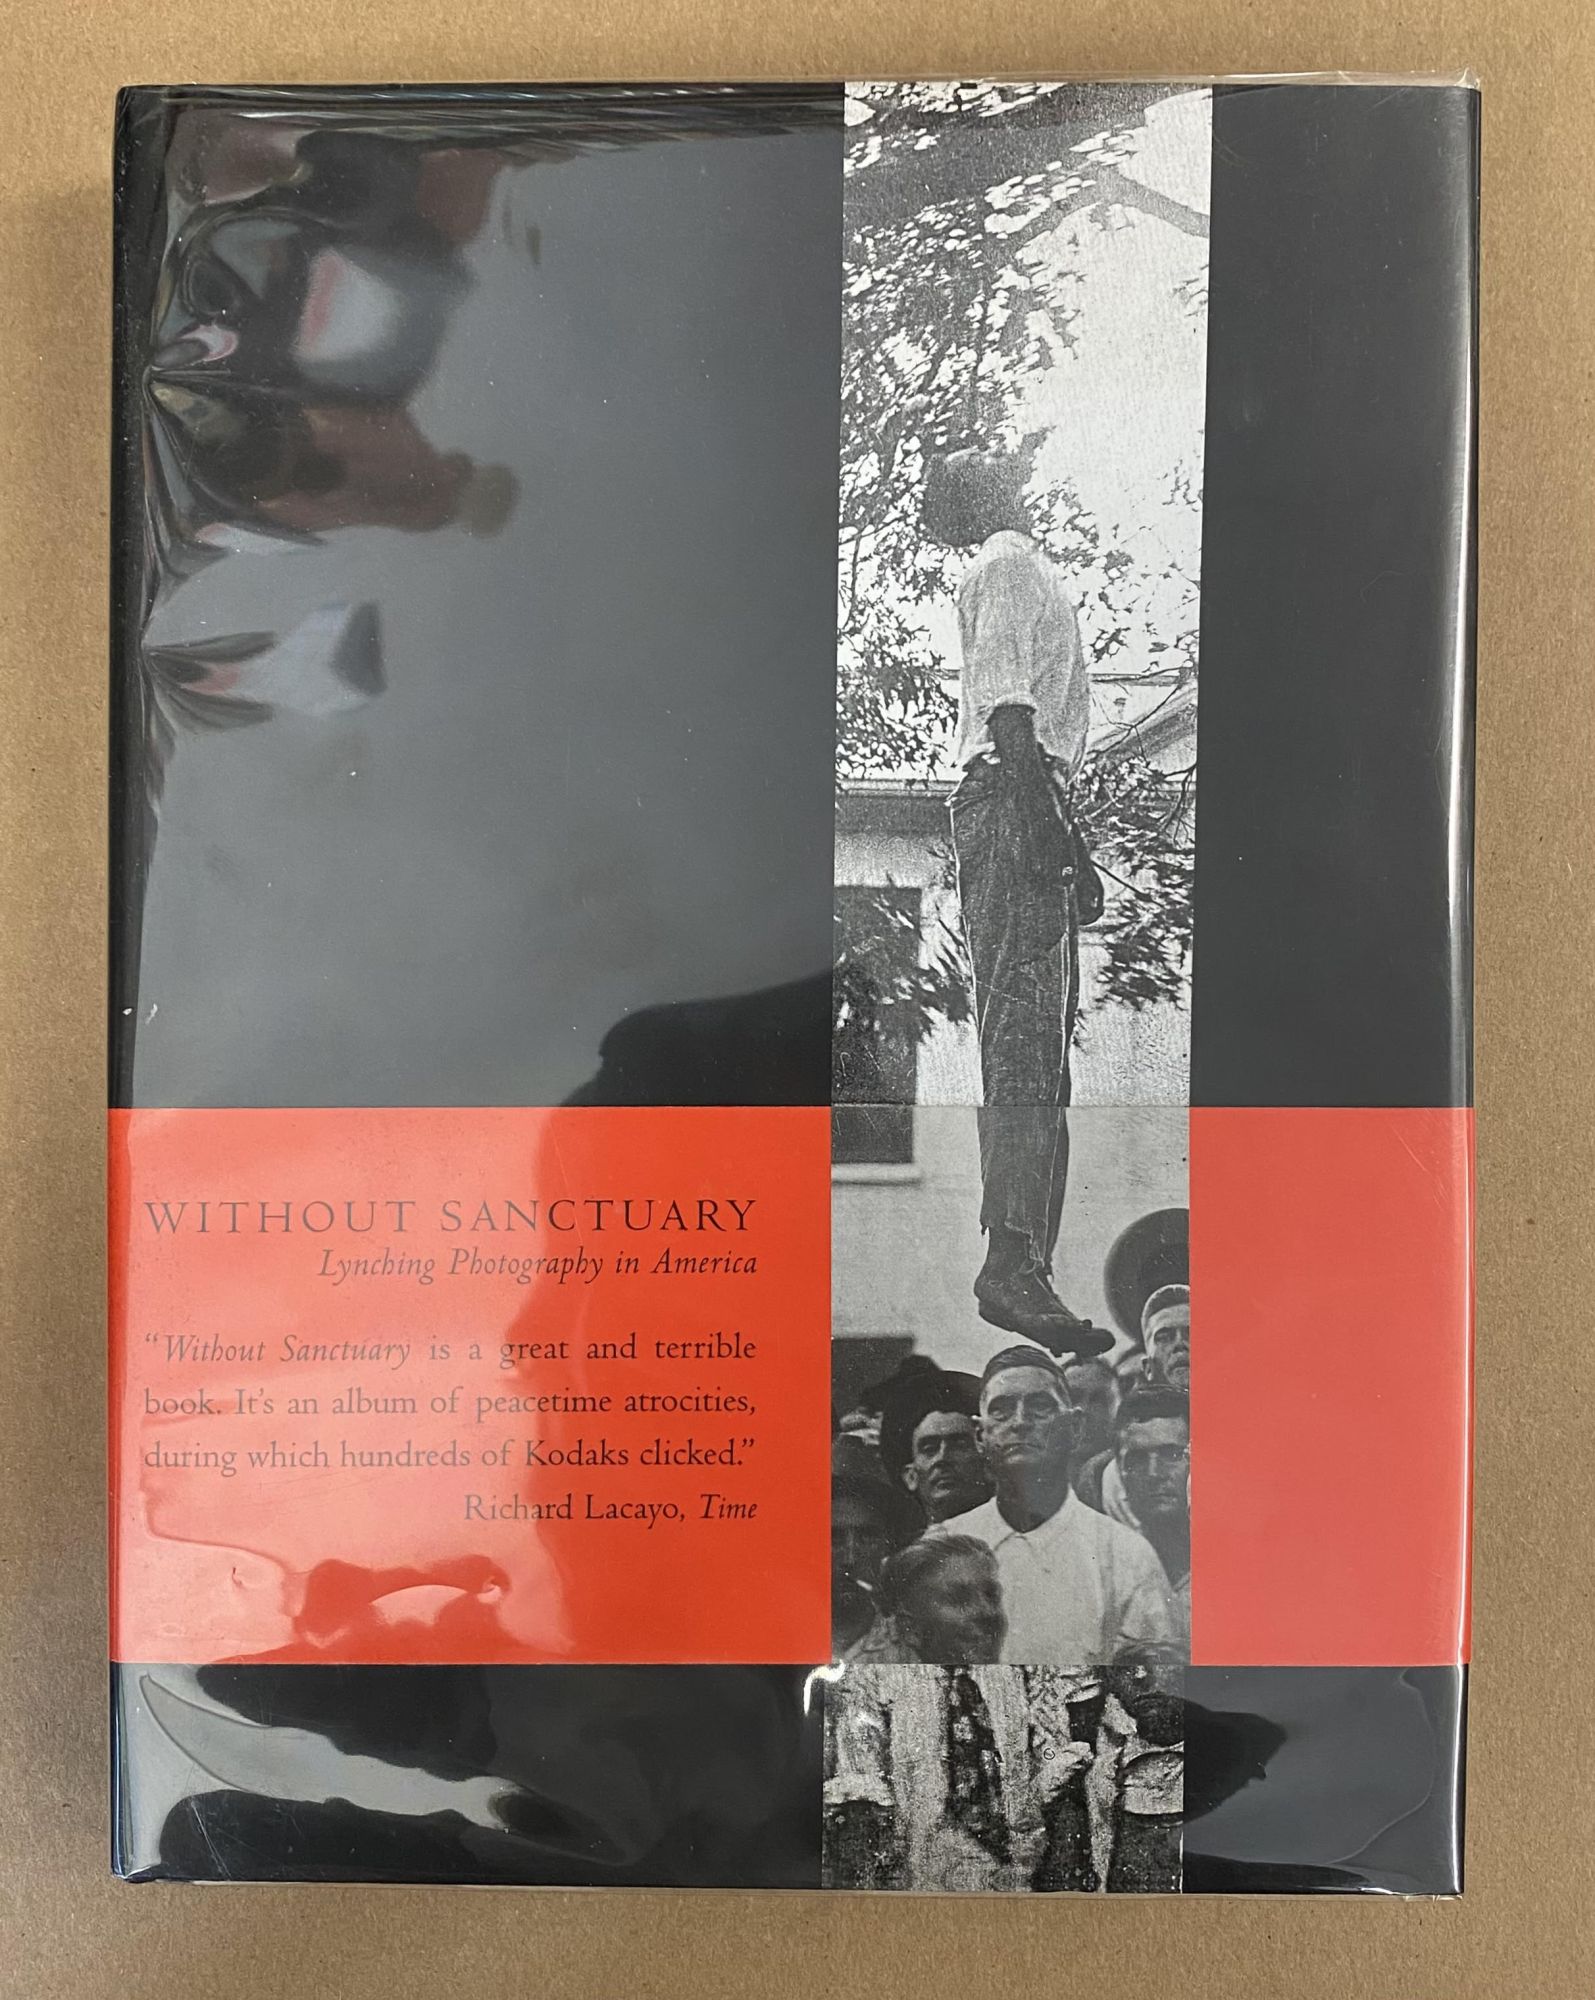 WITHOUT SANCTUARY
Lynching Photography in America
“Without Sanctuary is a great and terrible
book. It’s an album of peacetime atrocities,
during which hundreds of Kodaks clicked.”
Richard Lacayo, Time